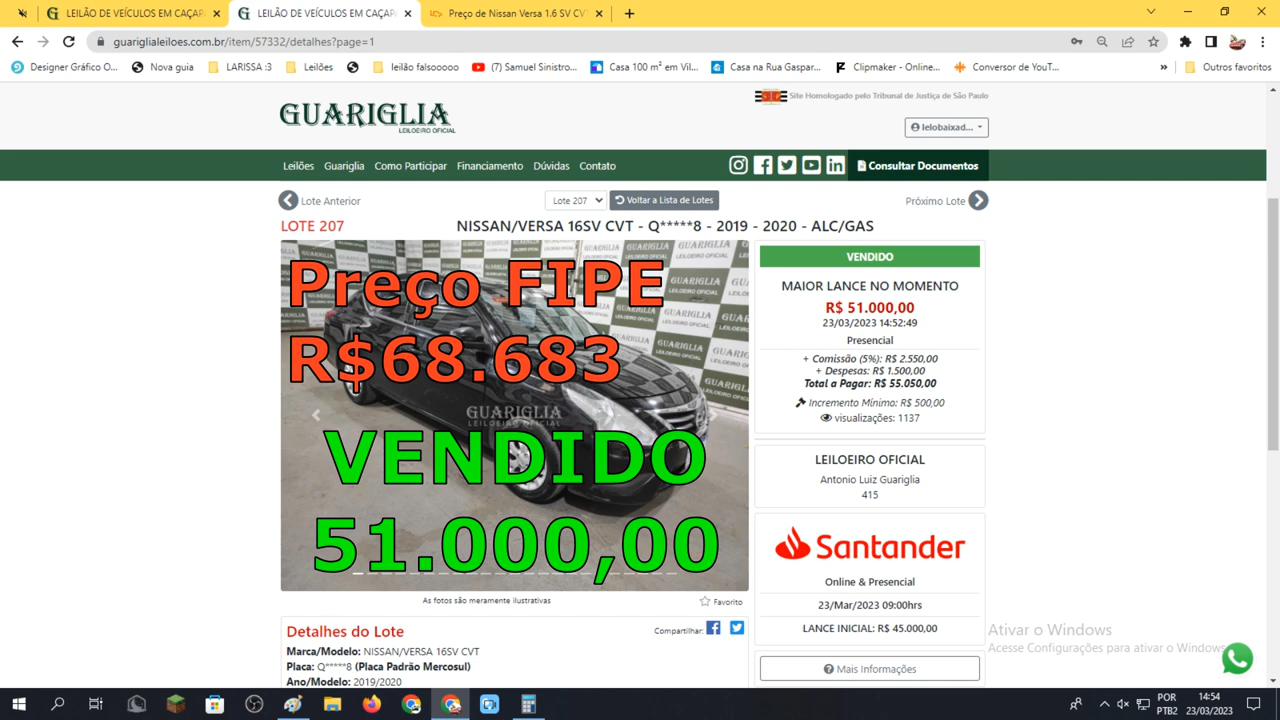 LEILÃO DE VEÍCULOS EM CAÇAP
LEILÃO DE VEÍCULOS EM CAÇAP
Preço de Nissan Versa 1.6 SV CV
guariglialeiloes.com.br/item/57332/detalhes?page=1
Designer Gráfico O...
Nova guia
LARISSA :3
Leilões
leilão falsooooo
(7) Samuel Sinistro...
Casa 100 m² em Vil...
Casa na Rua Gaspar...
Clipmaker - Online...
Conversor de YouT...
»
Outros favoritos
GUARIGLIA
LEILOEIRO OFICIAL
Site Homologado pelo Tribunal de Justiça de São Paulo
lelobaixad...
Leilões
Guariglia
Como Participar
Financiamento
Dúvidas
Contato
Consultar Documentos
Lote Anterior
Lote 207
Voltar a Lista de Lotes
Próximo Lote
LOTE 207
NISSAN/VERSA 16SV CVT - Q*****8 - 2019 - 2020 - ALC/GAS
Preço FIPE
R$68.683
GUARIGLIA
LEILOEIRO OFICIAL
VENDIDO
51.000,00
As fotos são meramente ilustrativas
Favorito
Detalhes do Lote
Compartilhar:
Marca/Modelo: NISSAN/VERSA 16SV CVT
Placa: Q*****8 (Placa Padrão Mercosul)
Ano/Modelo: 2019/2020
VENDIDO
MAIOR LANCE NO MOMENTO
R$ 51.000,00
23/03/2023 14:52:49
Presencial
+ Comissão (5%): R$ 2.550,00
+ Despesas: R$ 1.500,00
Total a Pagar: R$ 55.050,00
Incremento Mínimo: R$ 500,00
visualizações: 1137
LEILOEIRO OFICIAL
Antonio Luiz Guariglia
415
Santander
Online & Presencial
23/Mar/2023 09:00hrs
LANCE INICIAL: R$ 45.000,00
Mais Informações
Ativar o Windows
Acesse Configurações para ativar o Windows
POR
PTB2
14:54
23/03/2023